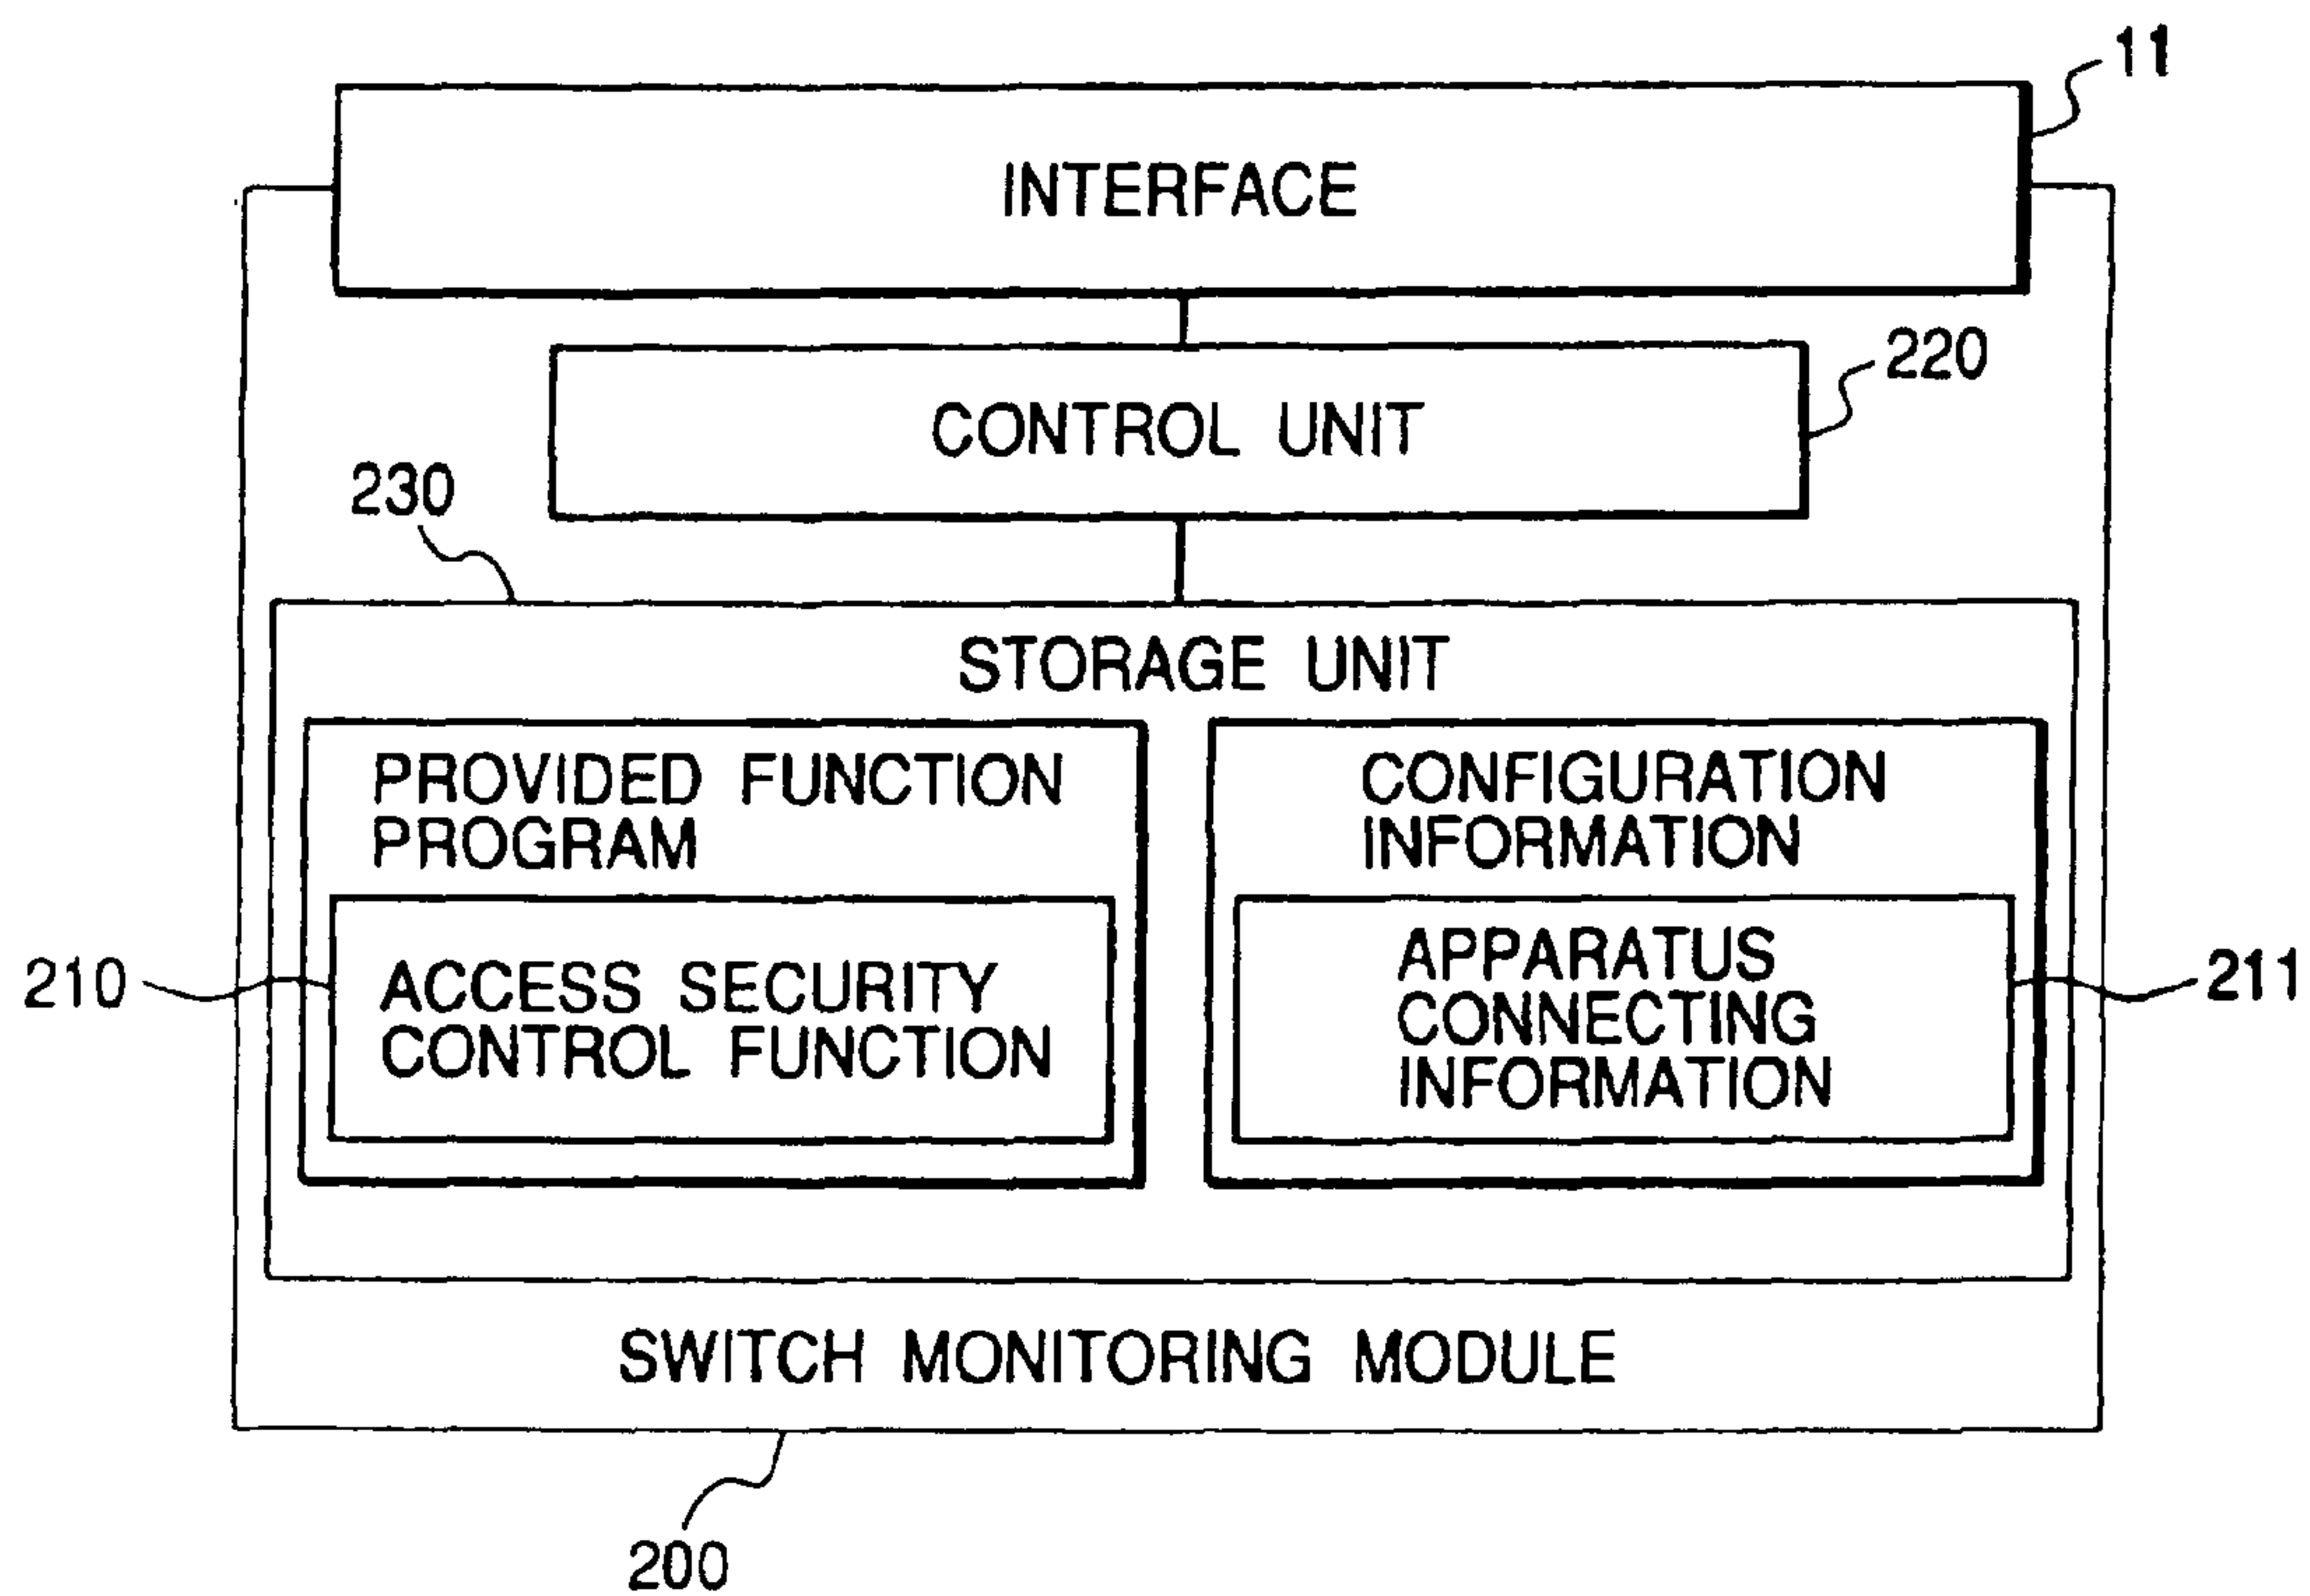 11
INTERFACE
220
CONTROL UNIT
230
STORAGE UNIT
PROVIDED FUNCTION
PROGRAM
CONFIGURATION
INFORMATION
210
ACCESS SECURITY
CONTROL FUNCTION
APPARATUS
CONNECTING
INFORMATION
211
SWITCH MONITORING MODULE
200